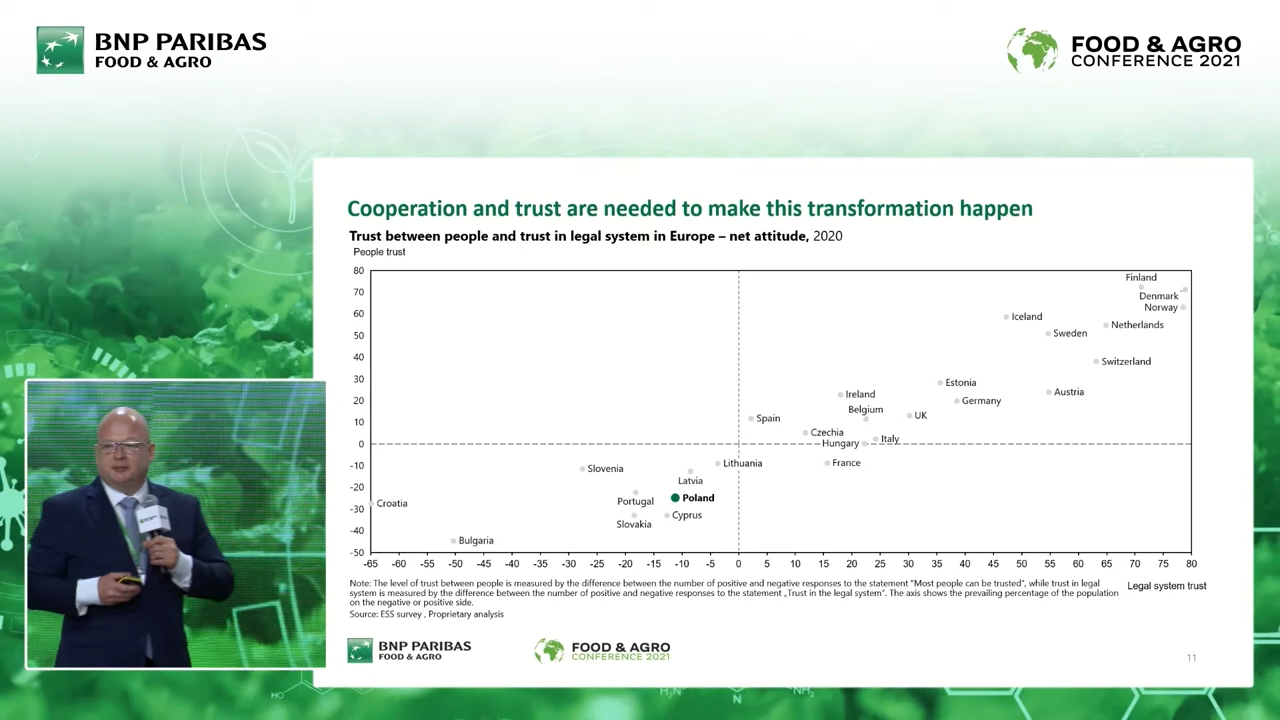 BNP PARIBAS
FOOD & AGRO
FOOD & AGRO
CONFERENCE 2021
Cooperation and trust are needed to make this transformation happen
Trust between people and trust in legal system in Europe – net attitude, 2020
People trust
80
70
60
50
40
30
20
10
0
-10
-20
-30
-40
-50
Finland
Denmark
Norway
Iceland
Netherlands
Sweden
Switzerland
Estonia
Austria
Ireland
Germany
Belgium
UK
Spain
Czechia
Italy
Hungary
Lithuania
France
Slovenia
Latvia
Poland
Portugal
Croatia
Cyprus
Slovakia
Bulgaria
-65 -60 -55 -50 -45 -40 -35 -30 -25 -20 -15 -10 -5 0 5 10 15 20 25 30 35 40 45 50 55 60 65 70 75 80
Legal system trust
Note: The level of trust between people is measured by the difference between the number of positive and negative responses to the statement "Most people can be trusted", while trust in legal
system is measured by the difference between the number of positive and negative responses to the statement „Trust in the legal system”. The axis shows the prevailing percentage of the population
on the negative or positive side.
Source: ESS survey , Proprietary analysis
BNP PARIBAS
FOOD & AGRO
FOOD & AGRO
CONFERENCE 2021
11
HO
H₂N
N
NH₂